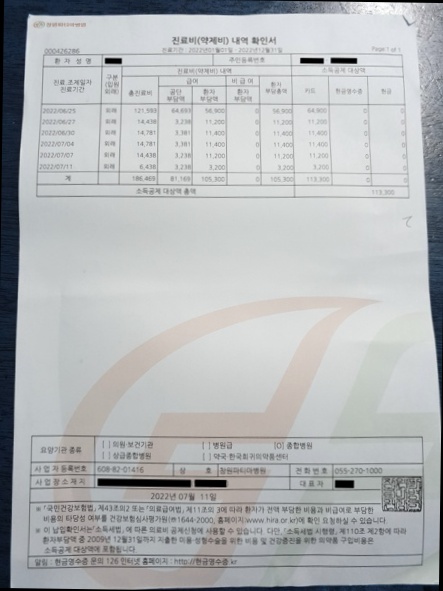 진료비(약제비) 내역 확인서
000426286
진료기간 : 2022년01월01일 - 2022년12월31일
Page 1 of 1
환 자 성 명
주민등록번호
진료.조제일자
진료기간
구분
(입원
외래)
진료비(약제비) 내역
소득공제 대상액
총진료비
급여
비 급 여
환자
부담총액
카드
현금영수증
현금
공단
부담액
환자
부담액
환자
부담액
2022/06/25 외래 121,593 64,693 56,900 0 56,900 64,900 0 0
2022/06/27 외래 14,438 3,238 11,200 0 11,200 11,200 0 0
2022/06/30 외래 14,781 3,381 11,400 0 11,400 11,400 0 0
2022/07/04 외래 14,781 3,381 11,400 0 11,400 11,400 0 0
2022/07/07 외래 14,438 3,238 11,200 0 11,200 11,200 0 0
2022/07/11 외래 6,438 3,238 3,200 0 3,200 3,200 0 0
계 186,469 81,169 105,300 0 105,300 113,300 0 0
소득공제 대상액 총액 113,300
요양기관 종류
[ ] 의원·보건기관 [ ] 병원급 [O] 종합병원
[ ] 상급종합병원 [ ] 약국·한국희귀의약품센터
사업자등록번호 608-82-01416 상 호 창원파티마병원 전화번호 055-270-1000
사 업 장 소 재 지 대 표 자
2022년 07월 11일
※ "국민건강보험법」제43조의2 또는 「의료급여법」제11조의 3에 따라 환자가 전액 부담한 비용과 비급여로 부담한
비용의 타당성 여부를 건강보험심사평가원(☎1644-2000, 홈페이지:www.hira.or.kr)에 확인 요청하실 수 있습니다.
※ 이 납입확인서는「소득세법」에 따른 의료비 공제신청에 사용할 수 있습니다. 다만,「소득세법 시행령」제110조 제2항에 따라
환자부담액 중 2009년 12월31일까지 지출한 미용·성형수술을 위한 비용 및 건강증진을 위한 의약품 구입비용은
소득공제 대상액에 포함됩니다.
알림 : 현금영수증 문의 126 인터넷 홈페이지 : http://현금영수증.kr